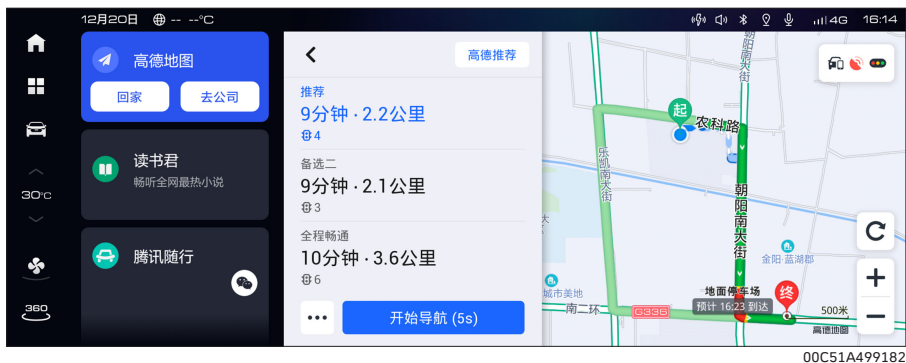 12月20日 -- --°C 4G 16:14
高德地图
回家 去公司
读书君
畅听全网最热小说
腾讯随行
30°C
360
高德推荐
推荐
9分钟·2.2公里
4
备选二
9分钟·2.1公里
3
全程畅通
10分钟·3.6公里
6
开始导航 (5s)
朝阳南大街
起
农科路
乐凯南大街
朝阳南大街
金阳·蓝湖郡
城市美地
地面停车场
终
预计 16:23 到达
南二环
G336
500米
高德地图
00C51A499182